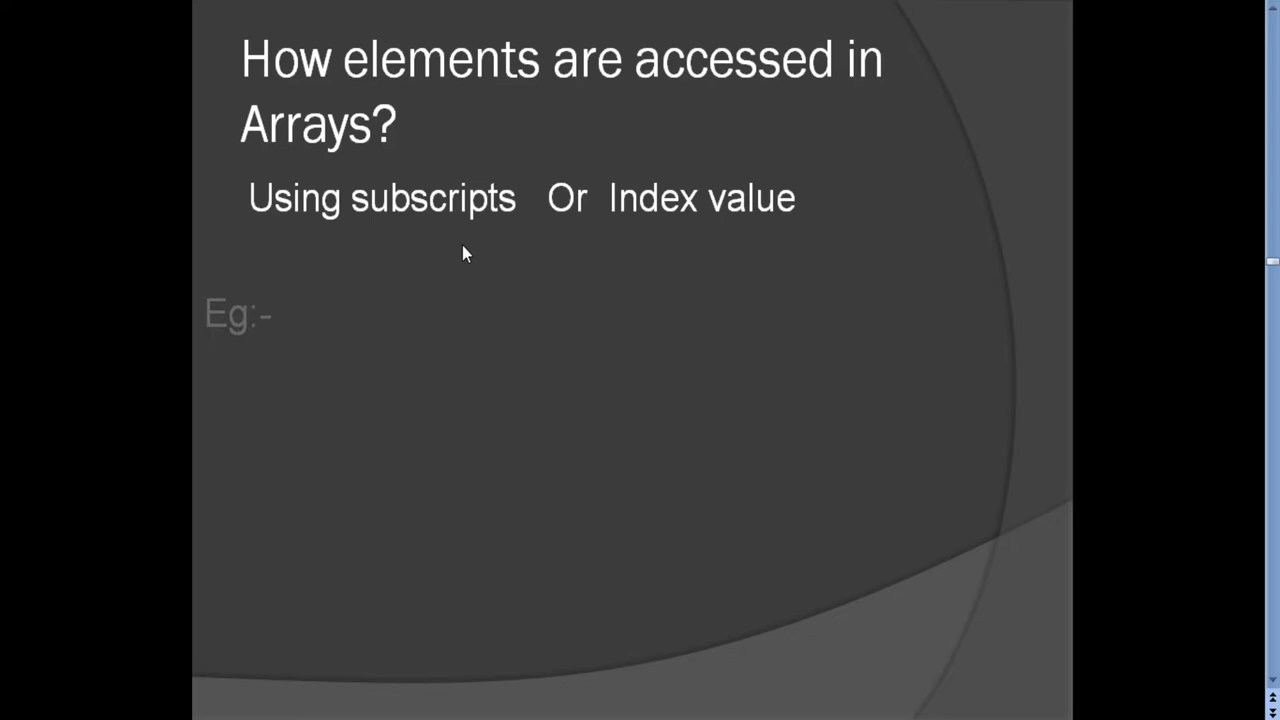 How elements are accessed in
Arrays?
Using subscripts Or Index value
Eg:-